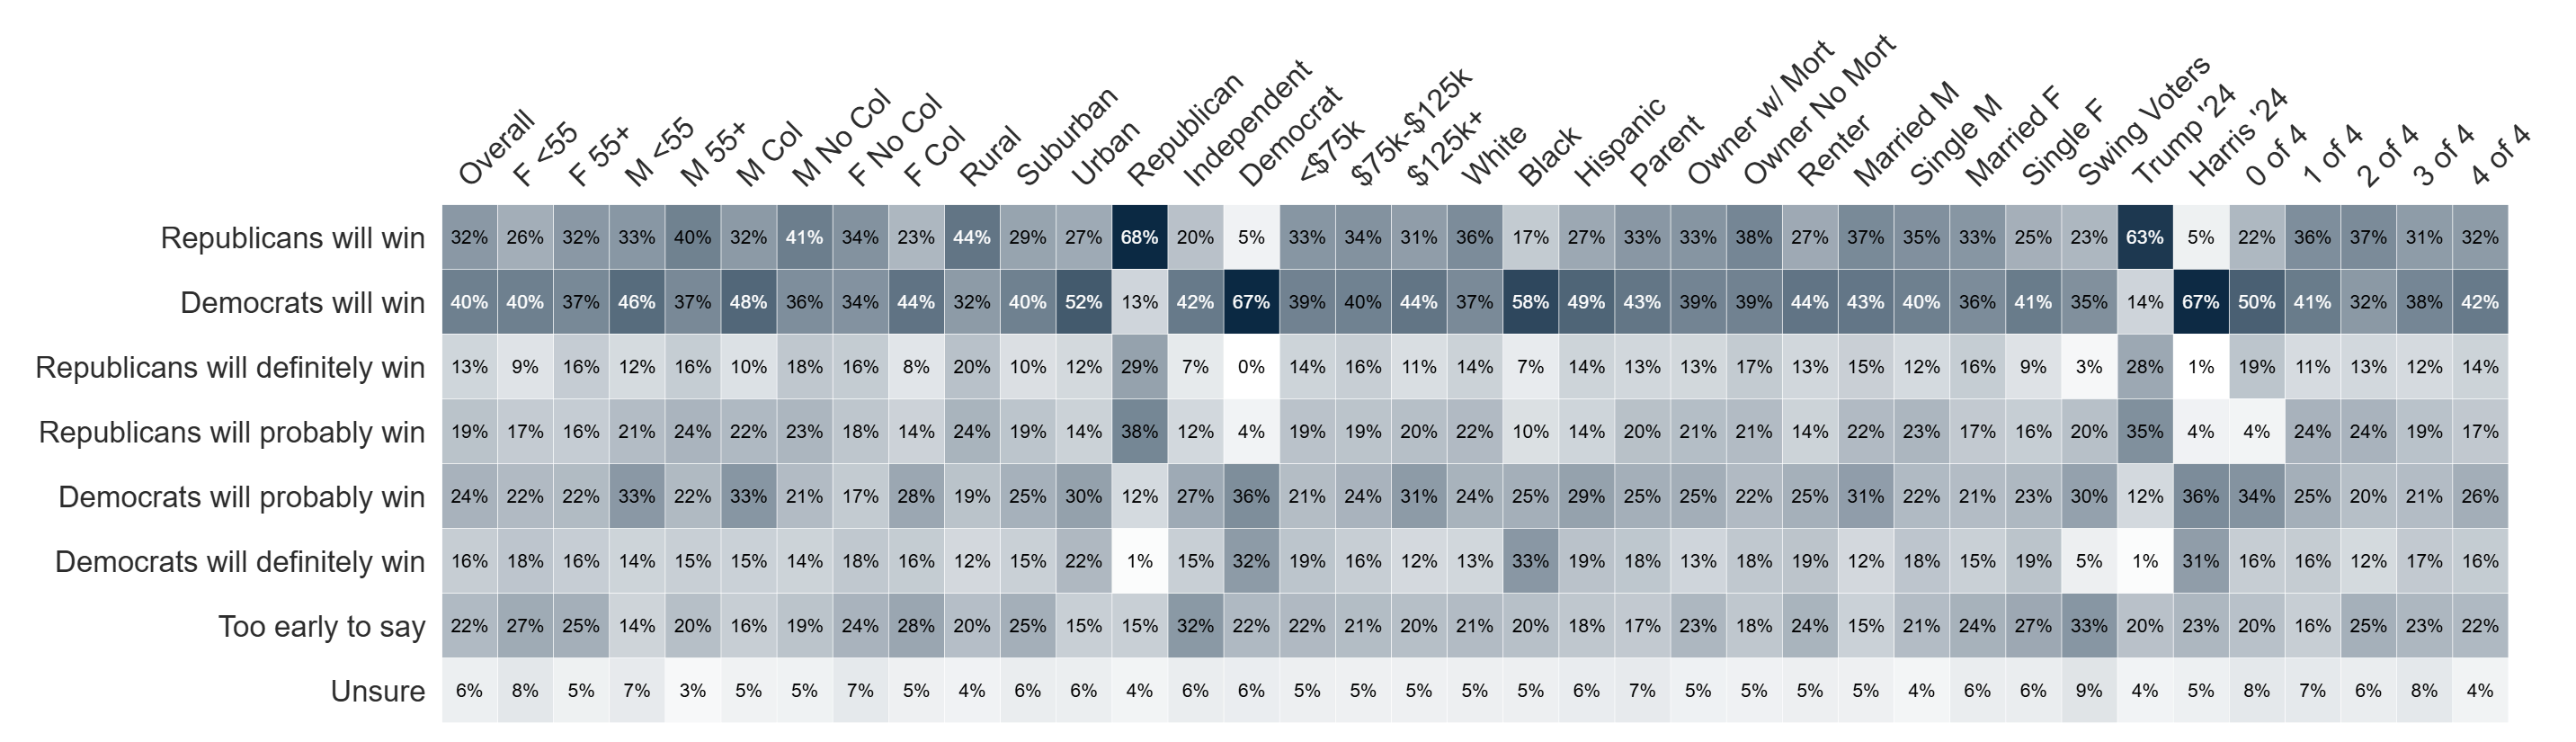 Overall F <55 F 55+ M <55 M 55+ M Col M No Col F No Col F Col Rural Suburban Urban Republican Independent Democrat <$75k $75k-$125k $125k+ White Black Hispanic Parent Owner w/ Mort Owner No Mort Renter Married M Single M Married F Single F Swing Voters Trump '24 Harris '24 0 of 4 1 of 4 2 of 4 3 of 4 4 of 4
Republicans will win 32% 26% 32% 33% 40% 32% 41% 34% 23% 44% 29% 27% 68% 20% 5% 33% 34% 31% 36% 17% 27% 33% 33% 38% 27% 37% 35% 33% 25% 23% 63% 5% 22% 36% 37% 31% 32%
Democrats will win 40% 40% 37% 46% 37% 48% 36% 34% 44% 32% 40% 52% 13% 42% 67% 39% 40% 44% 37% 58% 49% 43% 39% 39% 44% 43% 40% 36% 41% 35% 14% 67% 50% 41% 32% 38% 42%
Republicans will definitely win 13% 9% 16% 12% 16% 10% 18% 16% 8% 20% 10% 12% 29% 7% 0% 14% 16% 11% 14% 7% 14% 13% 13% 17% 13% 15% 12% 16% 9% 3% 28% 1% 19% 11% 13% 12% 14%
Republicans will probably win 19% 17% 16% 21% 24% 22% 23% 18% 14% 24% 19% 14% 38% 12% 4% 19% 19% 20% 22% 10% 14% 20% 21% 21% 14% 22% 23% 17% 16% 20% 35% 4% 4% 24% 24% 19% 17%
Democrats will probably win 24% 22% 22% 33% 22% 33% 21% 17% 28% 19% 25% 30% 12% 27% 36% 21% 24% 31% 24% 25% 29% 25% 25% 22% 25% 31% 22% 21% 23% 30% 12% 36% 34% 25% 20% 21% 26%
Democrats will definitely win 16% 18% 16% 14% 15% 15% 14% 18% 16% 12% 15% 22% 1% 15% 32% 19% 16% 12% 13% 33% 19% 18% 13% 18% 19% 12% 18% 15% 19% 5% 1% 31% 16% 16% 12% 17% 16%
Too early to say 22% 27% 25% 14% 20% 16% 19% 24% 28% 20% 25% 15% 15% 32% 22% 22% 21% 20% 21% 20% 18% 17% 23% 18% 24% 15% 21% 24% 27% 33% 20% 23% 20% 16% 25% 23% 22%
Unsure 6% 8% 5% 7% 3% 5% 5% 7% 5% 4% 6% 6% 4% 6% 6% 5% 5% 5% 5% 5% 6% 7% 5% 5% 5% 5% 4% 6% 6% 9% 4% 5% 8% 7% 6% 8% 4%